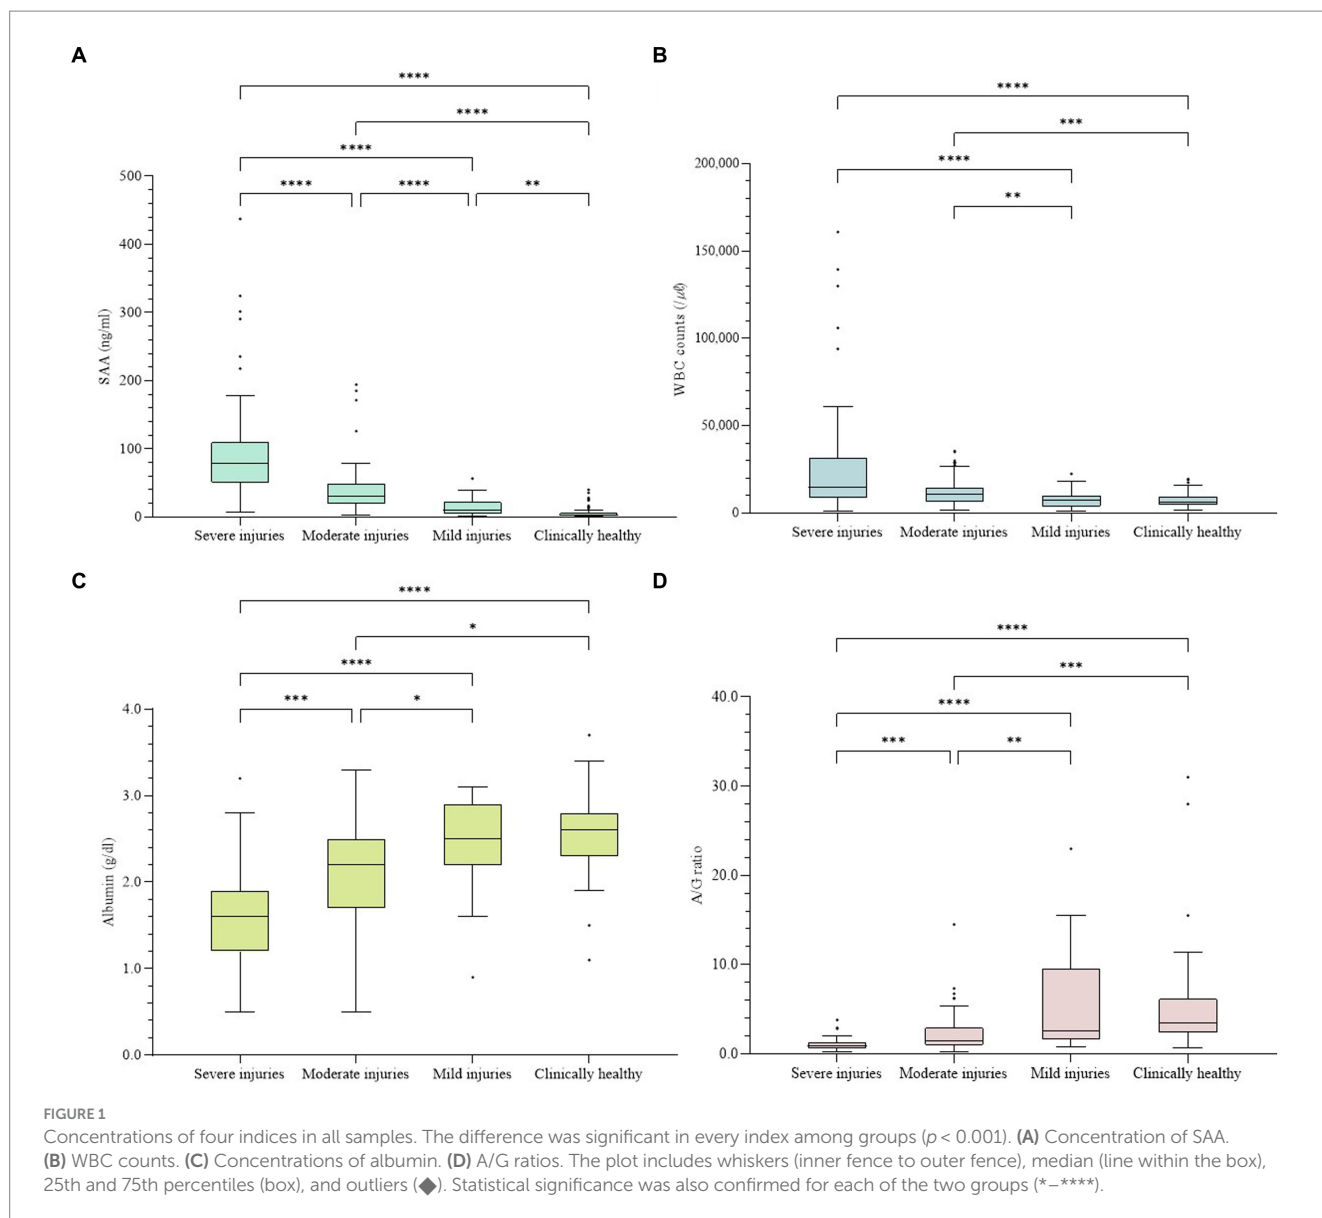 A
****
****
****
**** **** **
500
400
300
200
100
0
SAA (ng/ml)
Severe injuries Moderate injuries Mild injuries Clinically healthy
B
****
***
****
**
200,000
150,000
100,000
50,000
0
WBC counts (/μℓ)
Severe injuries Moderate injuries Mild injuries Clinically healthy
C
****
*
****
*** *
4.0
3.0
2.0
1.0
0.0
Albumin (g/dl)
Severe injuries Moderate injuries Mild injuries Clinically healthy
D
****
***
****
*** **
40.0
30.0
20.0
10.0
0.0
A/G ratio
Severe injuries Moderate injuries Mild injuries Clinically healthy
FIGURE 1
Concentrations of four indices in all samples. The difference was significant in every index among groups (p < 0.001). (A) Concentration of SAA.
(B) WBC counts. (C) Concentrations of albumin. (D) A/G ratios. The plot includes whiskers (inner fence to outer fence), median (line within the box),
25th and 75th percentiles (box), and outliers (◆). Statistical significance was also confirmed for each of the two groups (*–****).